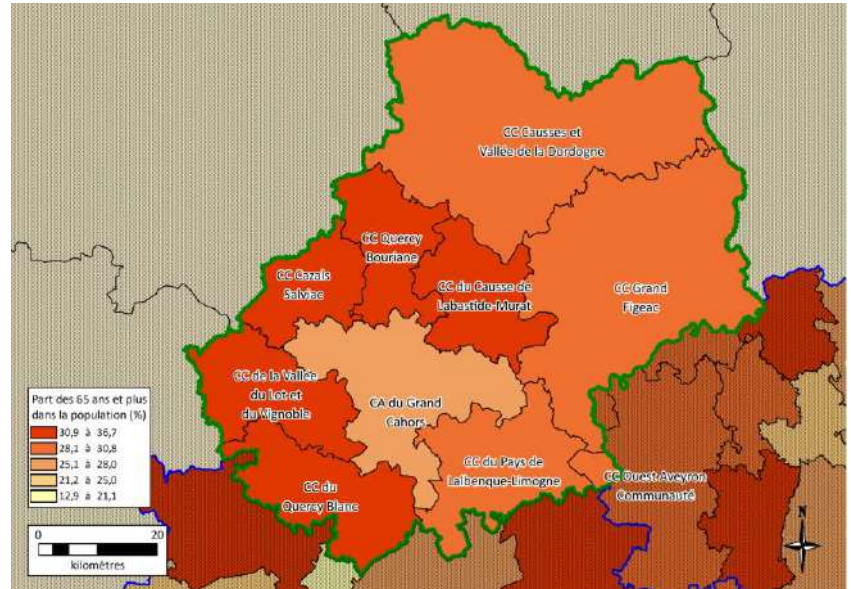 CC Causses et
Vallée de la Dordogne
CC Quercy
Bouriane
CC Cazals
Salviac
CC du Causse de
Labastide-Murat
CC Grand
Figeac
CC de la Vallée
du Lot et
du Vignoble
CA du Grand
Cahors
CC du Pays de
Lalbenque-Limogne
CC Ouest Aveyron
Communauté
CC du
Quercy Blanc
Part des 65 ans et plus
dans la population (%)
30,9 à 36,7
28,1 à 30,8
25,1 à 28,0
21,2 à 25,0
12,9 à 21,1
0 20
kilomètres
N